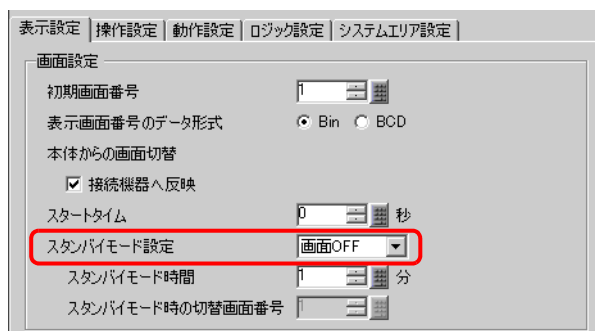 表示設定 操作設定 動作設定 ロジック設定 システムエリア設定
画面設定
初期画面番号 1
表示画面番号のデータ形式 Bin BCD
本体からの画面切替
接続機器へ反映
スタートタイム 0 秒
スタンバイモード設定 画面OFF
スタンバイモード時間 1 分
スタンバイモード時の切替画面番号 1